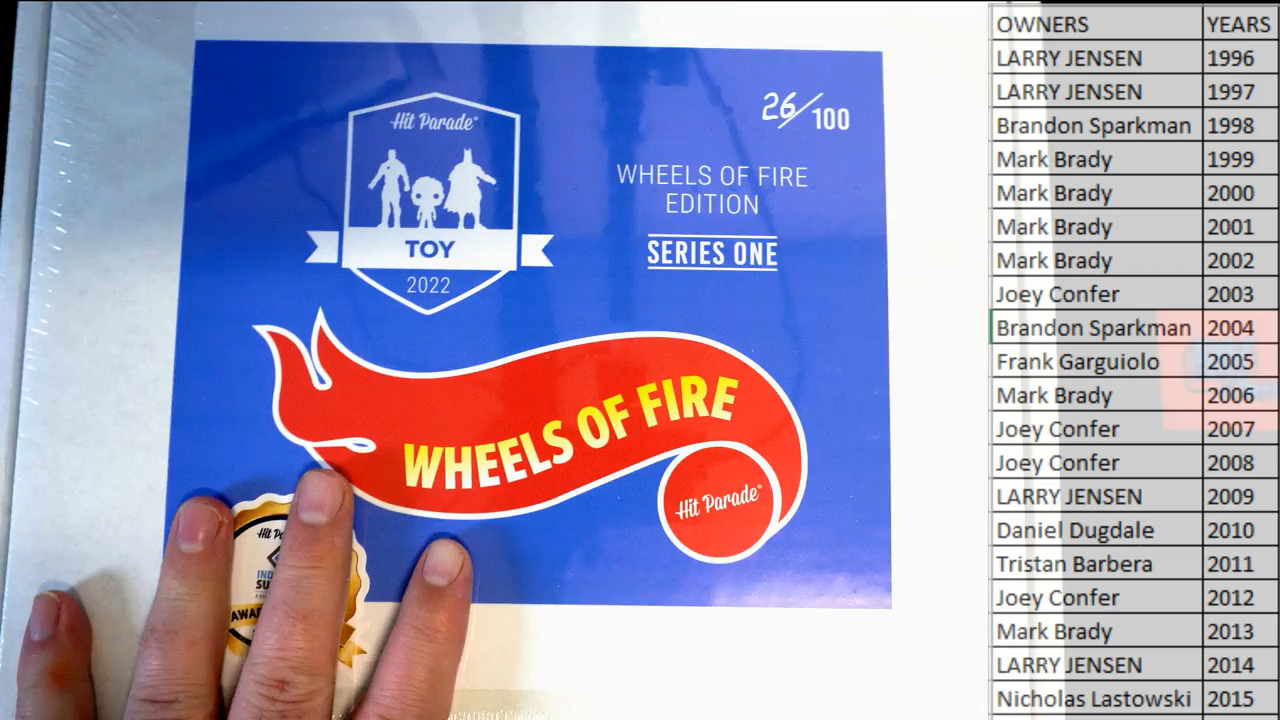 Hit Parade®
TOY
2022
26/100
WHEELS OF FIRE
EDITION
SERIES ONE
WHEELS OF FIRE
Hit Parade®
OWNERS YEARS
LARRY JENSEN 1996
LARRY JENSEN 1997
Brandon Sparkman 1998
Mark Brady 1999
Mark Brady 2000
Mark Brady 2001
Mark Brady 2002
Joey Confer 2003
Brandon Sparkman 2004
Frank Garguiolo 2005
Mark Brady 2006
Joey Confer 2007
Joey Confer 2008
LARRY JENSEN 2009
Daniel Dugdale 2010
Tristan Barbera 2011
Joey Confer 2012
Mark Brady 2013
LARRY JENSEN 2014
Nicholas Lastowski 2015